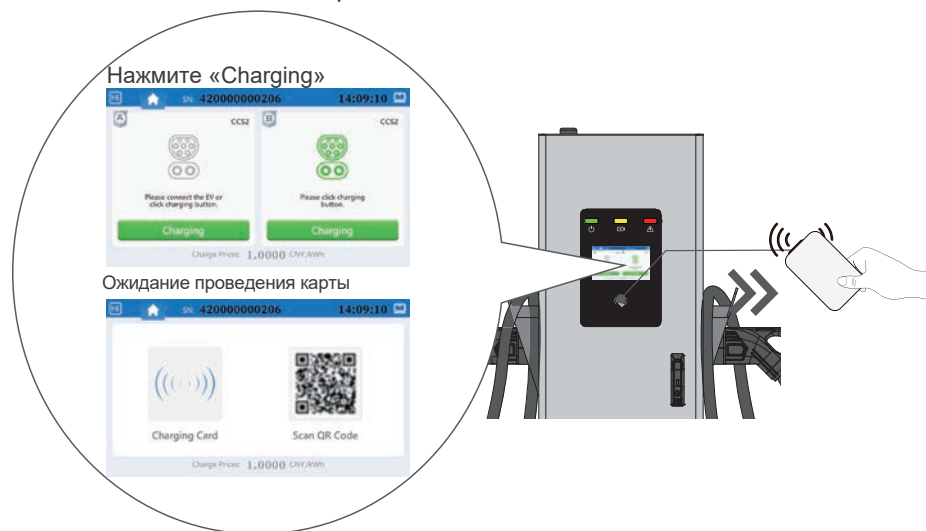 Нажмите «Charging»
SN: 420000000206 14:09:10
A CCS2 B CCS2
Please connect the EV or
click charging button.
Please click charging
button.
Charging Charging
Charge Prices: 1.0000 CNY/kWh
Ожидание проведения карты
SN: 420000000206 14:09:10
Charging Card Scan QR Code
Charge Prices: 1.0000 CNY/kWh